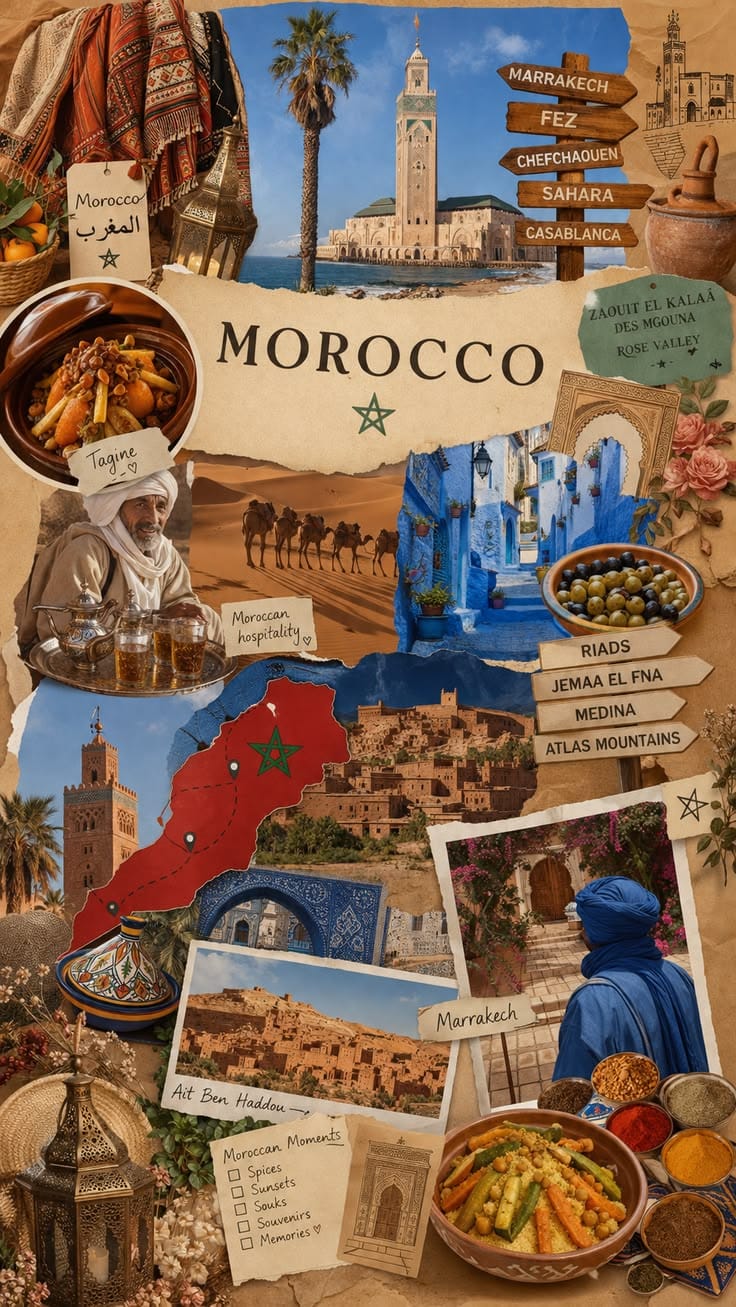 MARRAKECH
FEZ
CHEFCHAOUEN
SAHARA
CASABLANCA
Morocco
المغرب
MOROCCO
ZAOUIT EL KALAÁ
DES MGOUNA
ROSE VALLEY
Tagine
Moroccan
hospitality
RIADS
JEMAA EL FNA
MEDINA
ATLAS MOUNTAINS
Marrakech
Ait Ben Haddou
Moroccan Moments
Spices
Sunsets
Souks
Souvenirs
Memories